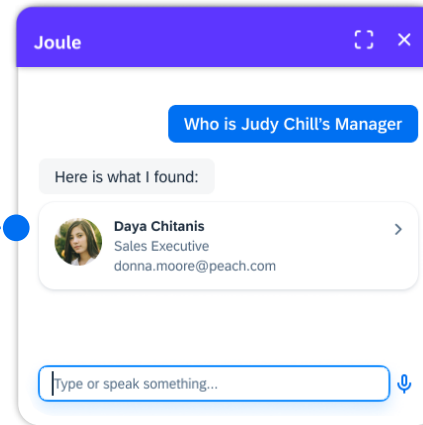 Joule
Who is Judy Chill's Manager
Here is what I found:
Daya Chitanis
Sales Executive
donna.moore@peach.com
Type or speak something...